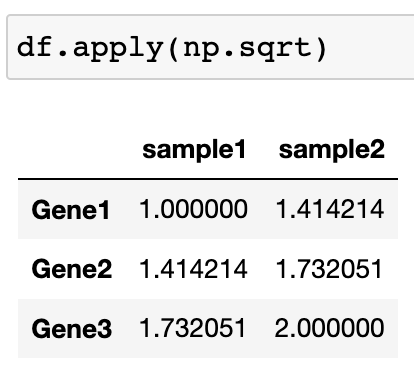 df.apply(np.sqrt)
sample1 sample2
Gene1 1.000000 1.414214
Gene2 1.414214 1.732051
Gene3 1.732051 2.000000